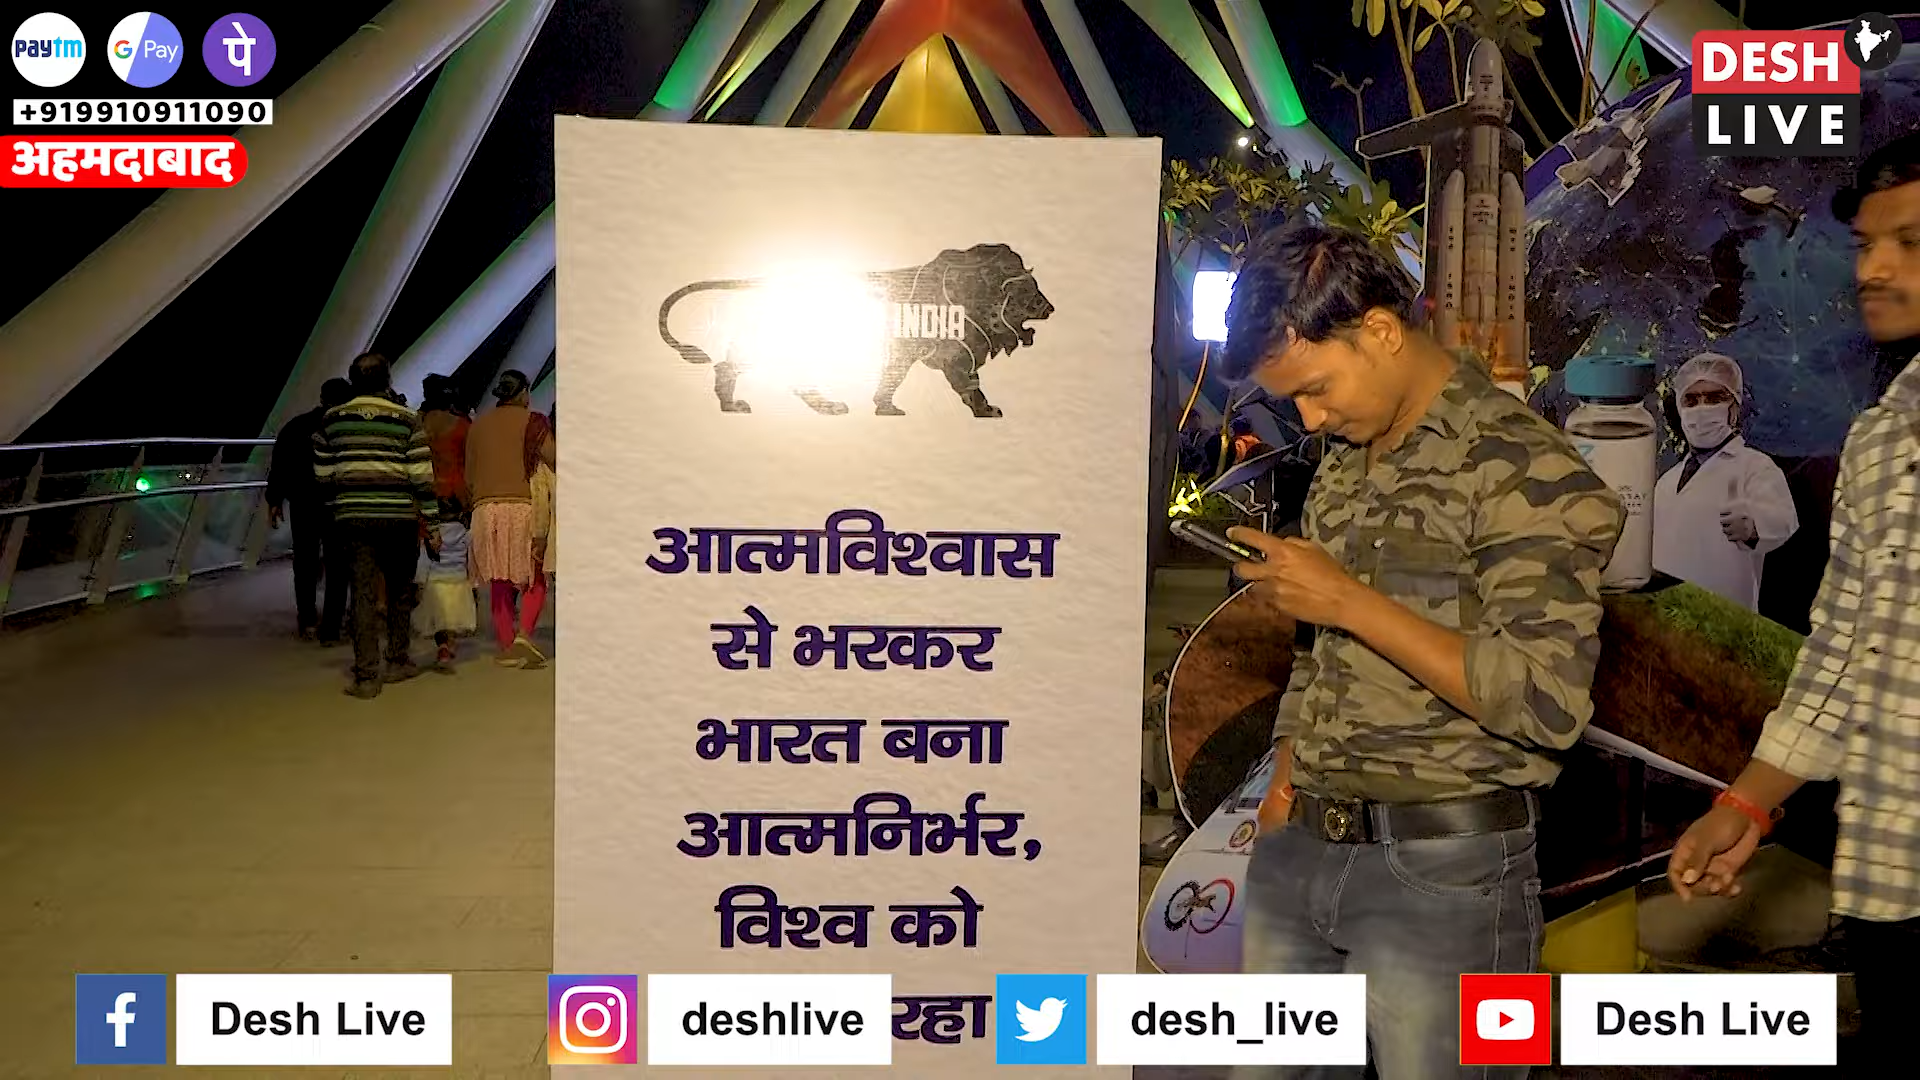 paytm
G Pay
पे
+919910911090
अहमदाबाद
DESH
LIVE
INDIA
आत्मविश्वास
से भरकर
भारत बना
आत्मनिर्भर,
विश्व को
रहा
Desh Live
deshlive
desh_live
Desh Live